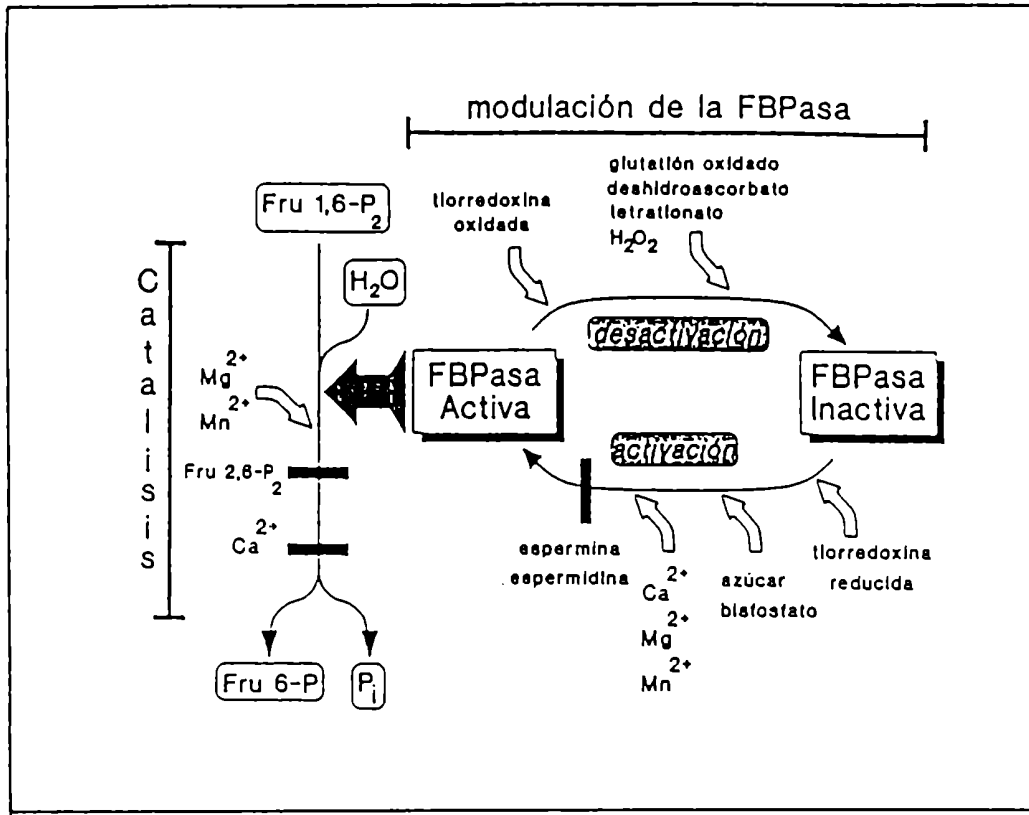 modulación de la FBPasa
Catalisis
Fru 1,6-P2
H2O
Mg2+
Mn2+
Fru 2,6-P2
Ca2+
Fru 6-P
Pi
tiorredoxina
oxidada
glutatión oxidado
deshidroascorbato
tetrationato
H2O2
desactivación
FBPasa
Activa
FBPasa
Inactiva
activación
espermina
espermidina
Ca2+
Mg2+
Mn2+
azúcar
bisfostato
tiorredoxina
reducida